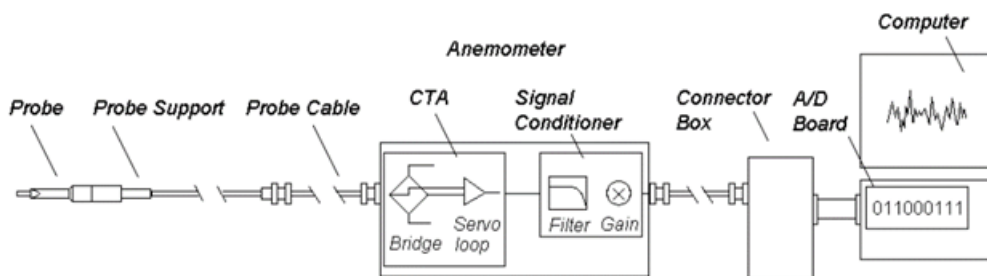 Computer
Anemometer
Probe
Probe Support
Probe Cable
CTA
Signal
Conditioner
Connector
Box
A/D
Board
011000111
Bridge
Servo
loop
Filter
Gain